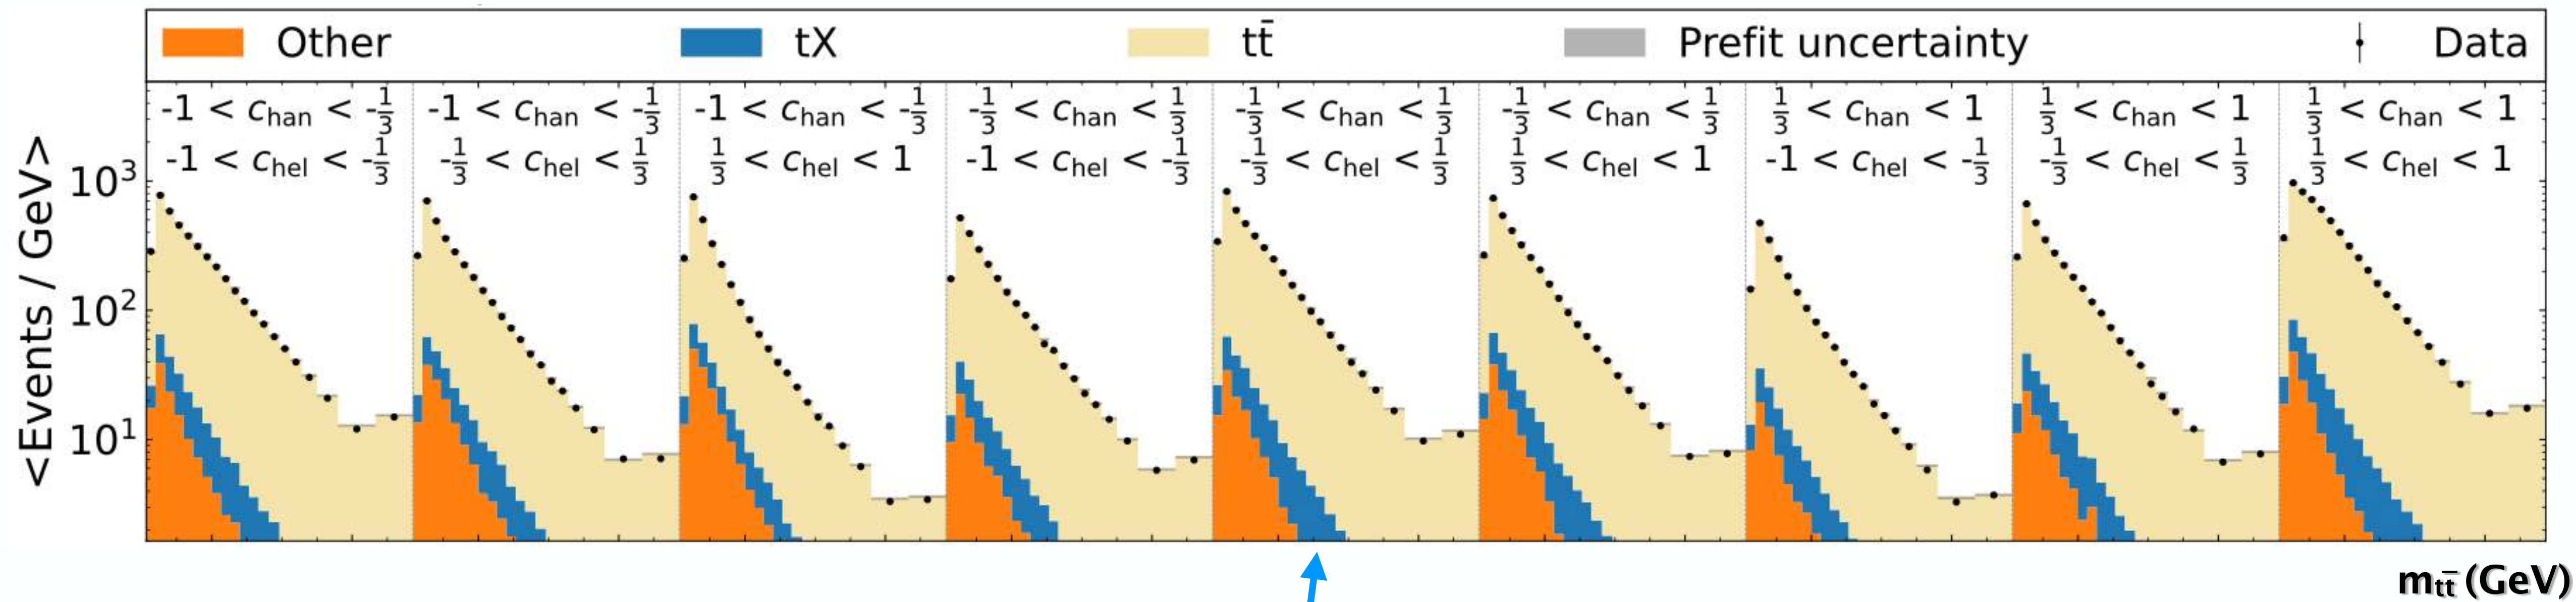 Other tX tt̄ Prefit uncertainty Data
-1 < c_han < -1/3 -1 < c_han < -1/3 -1 < c_han < -1/3 -1/3 < c_han < 1/3 -1/3 < c_han < 1/3 -1/3 < c_han < 1/3 1/3 < c_han < 1 1/3 < c_han < 1 1/3 < c_han < 1
-1 < c_hel < -1/3 -1/3 < c_hel < 1/3 1/3 < c_hel < 1 -1 < c_hel < -1/3 -1/3 < c_hel < 1/3 1/3 < c_hel < 1 -1 < c_hel < -1/3 -1/3 < c_hel < 1/3 1/3 < c_hel < 1
<Events / GeV>
10³
10²
10¹
m_tt̄ (GeV)